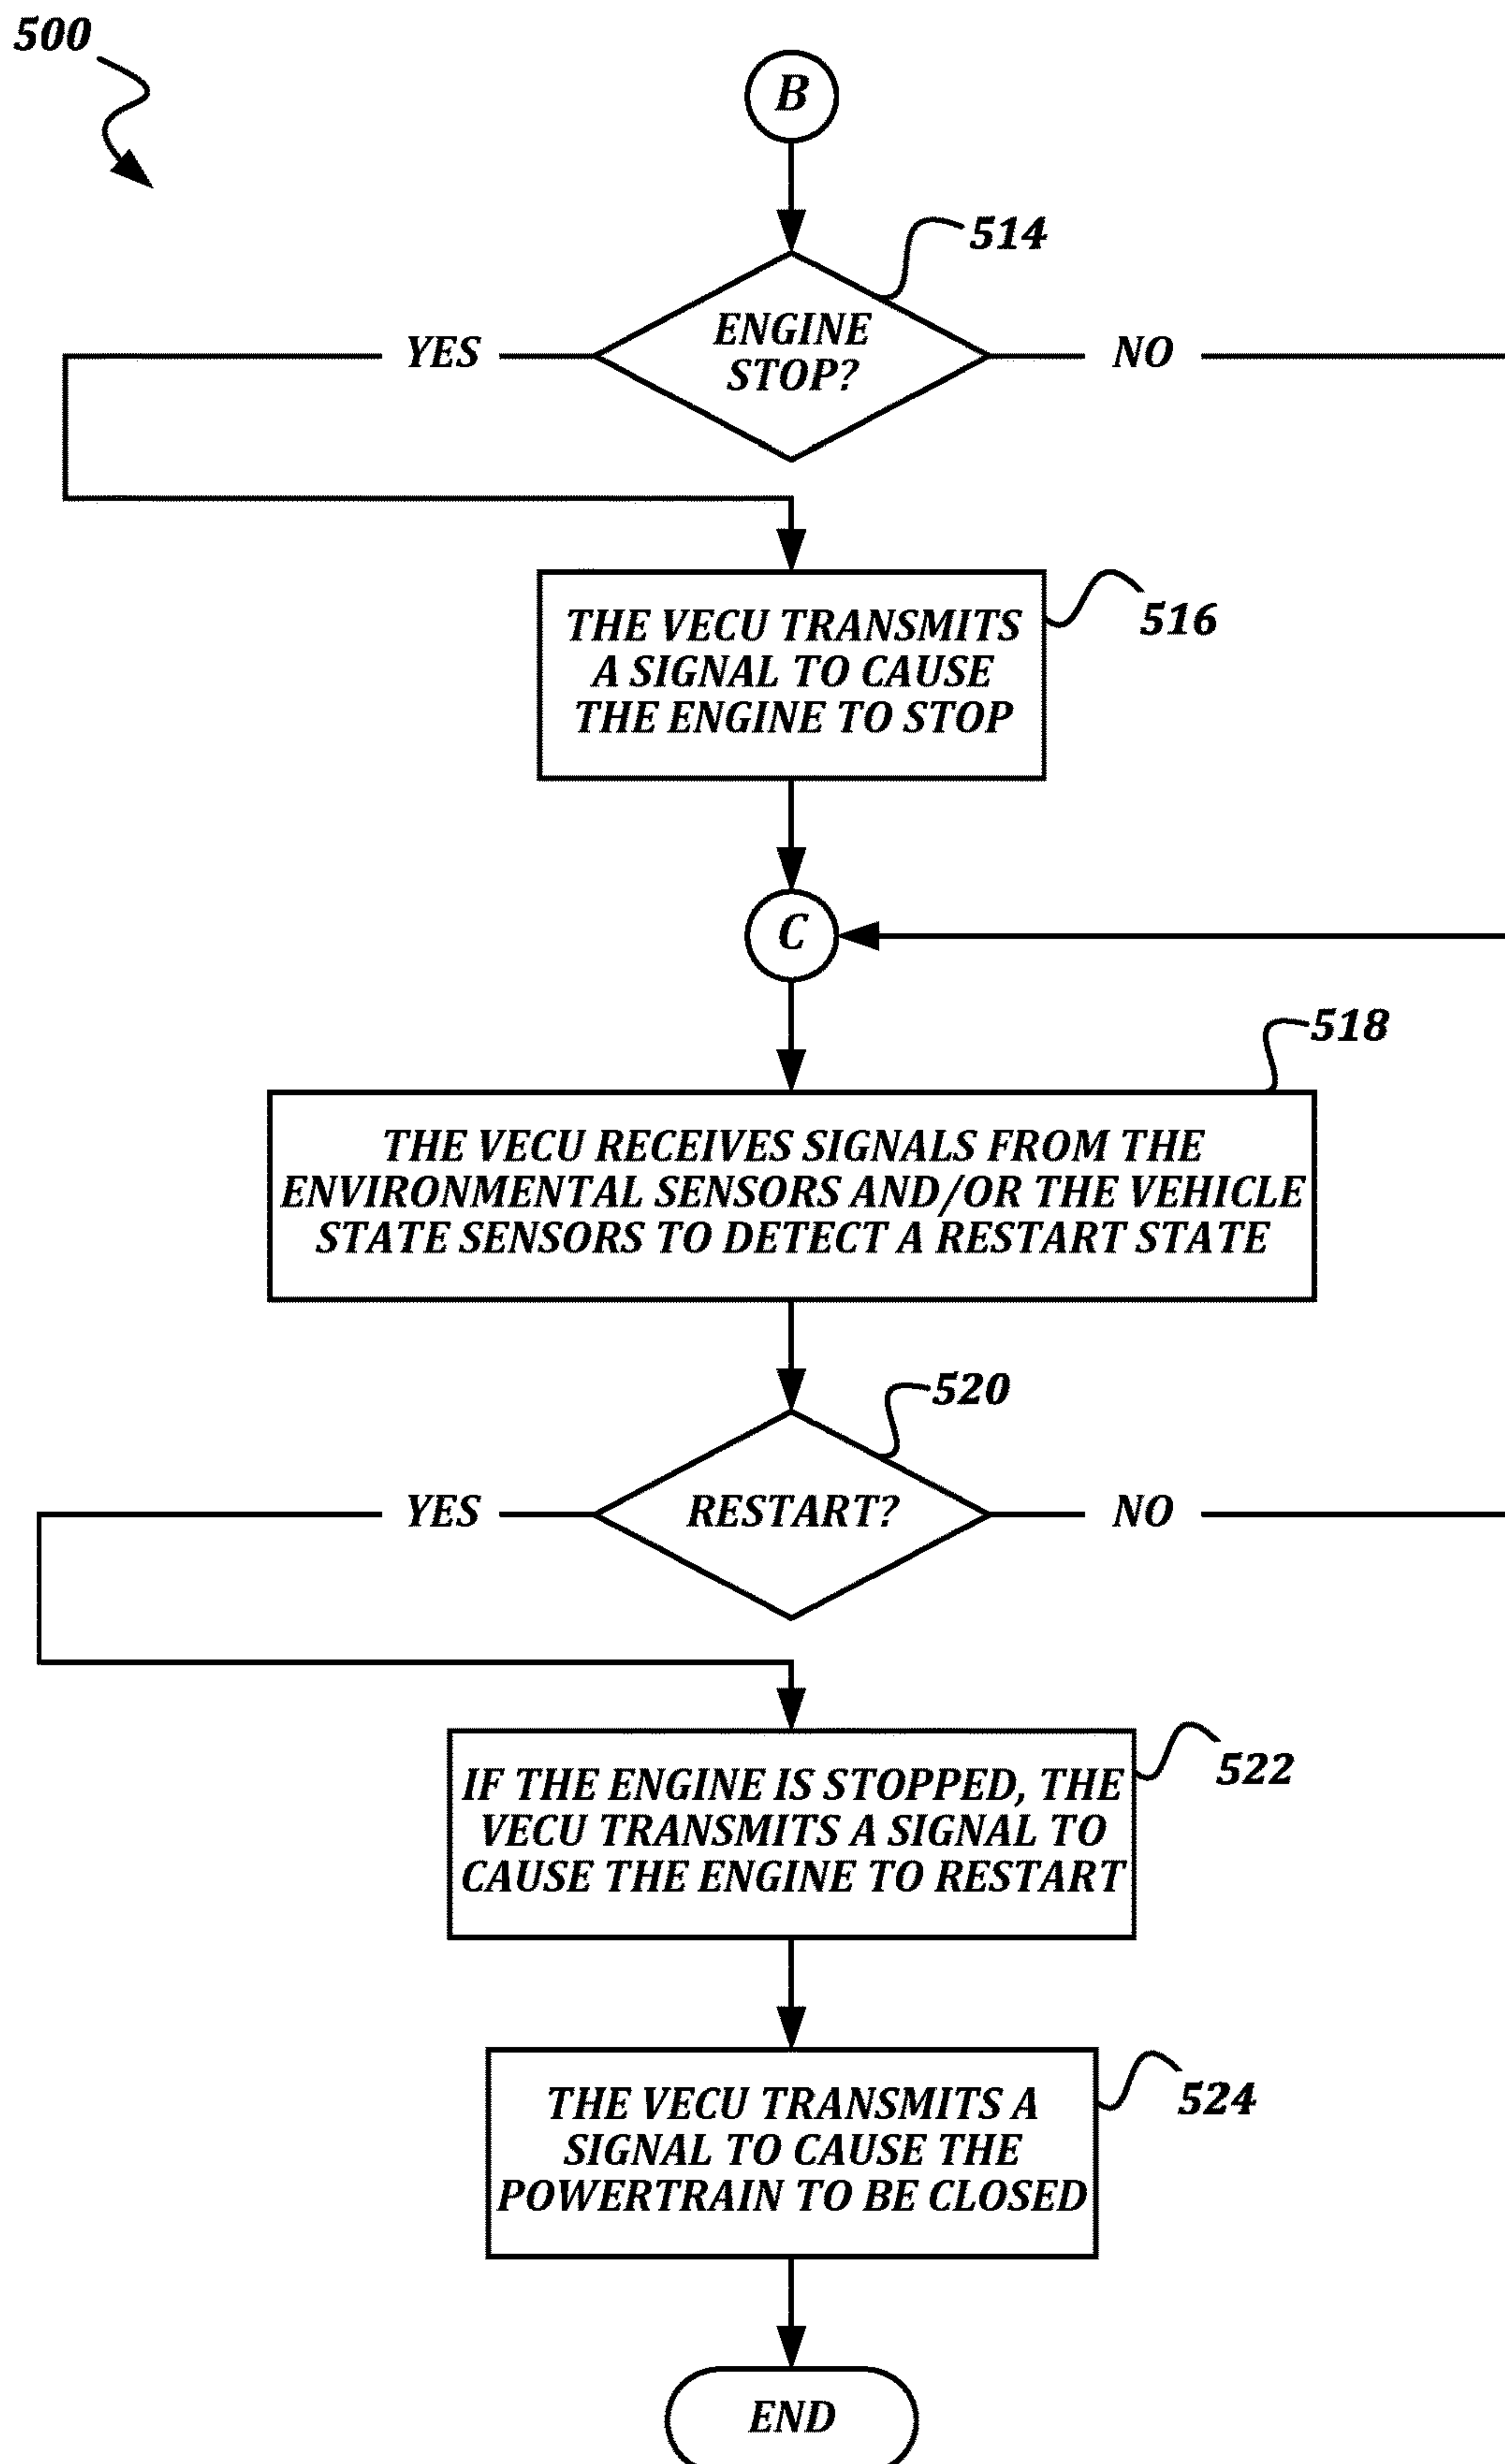 500
B
514
ENGINE
STOP?
YES
NO
516
THE VECU TRANSMITS
A SIGNAL TO CAUSE
THE ENGINE TO STOP
C
518
THE VECU RECEIVES SIGNALS FROM THE
ENVIRONMENTAL SENSORS AND/OR THE VEHICLE
STATE SENSORS TO DETECT A RESTART STATE
520
RESTART?
YES
NO
522
IF THE ENGINE IS STOPPED, THE
VECU TRANSMITS A SIGNAL TO
CAUSE THE ENGINE TO RESTART
524
THE VECU TRANSMITS A
SIGNAL TO CAUSE THE
POWERTRAIN TO BE CLOSED
END